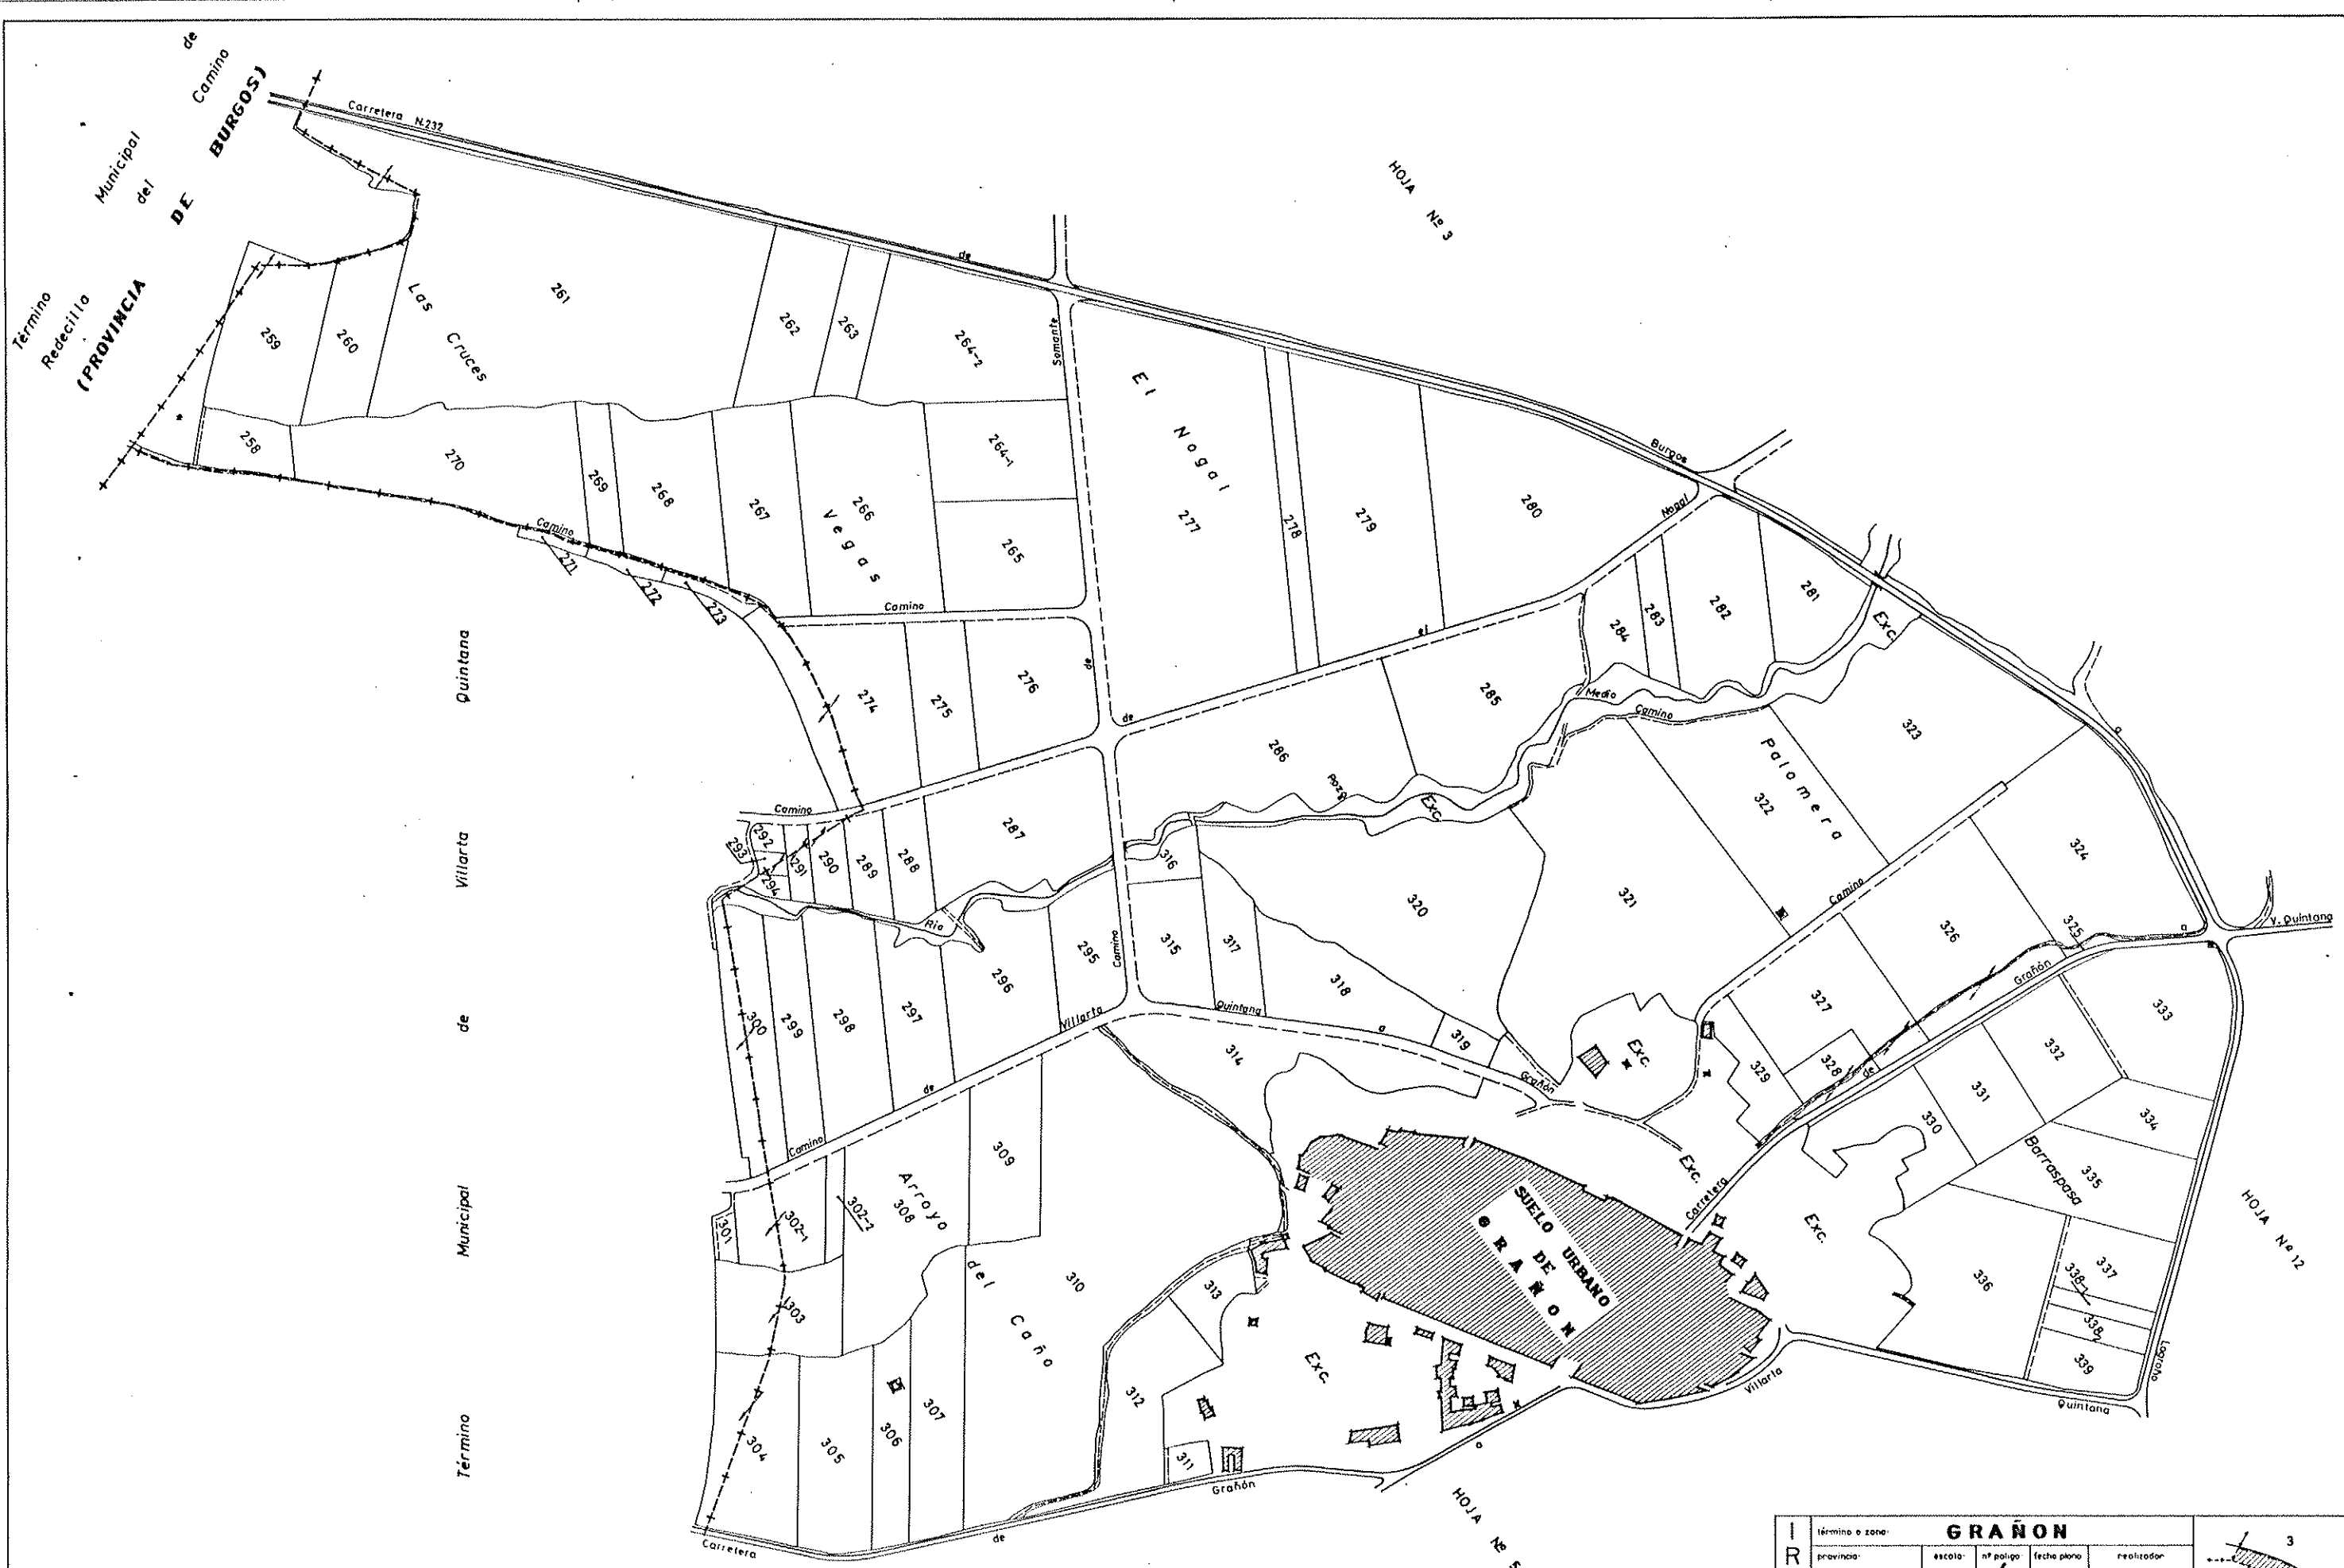 Término Municipal de
Redecilla del Camino
(PROVINCIA DE BURGOS)
Carretera N.232
de
Burgos
a
HOJA Nº 3
Las Cruces
259
260
261
262
263
264-2
258
270
269
268
267
266
Vegas
264-1
265
Somante
El Nogal
277
278
279
280
Nogal
281
282
283
284
Exc.
Camino
271
272
273
Camino
de
274
275
276
de
el
285
286
Medio
Camino
Exc.
Palomera
322
323
324
Camino
292
293
294
291
290
289
288
287
Rio
316
315
317
318
319
320
321
Camino
325
326
327
328
329
a
V. Quintana
Grañón
de
Carretera
300
299
298
297
296
295
Camino
Villarta
Quintana
a
Grañón
314
Exc.
Exc.
Camino
de
330
331
332
333
334
335
Barraspasa
336
337
338-1
338-2
339
Logroño
HOJA Nº 12
301
302-1
302-2
303
304
305
306
307
308
309
310
Arroyo
del Caño
311
312
313
Exc.
Exc.
SUELO URBANO
DE
GRAÑON
Villarta
Quintana
Carretera
de
Grañón
a
HOJA Nº 5
Término Municipal de Villarta Quintana
I
R
término o zona:
GRAÑON
provincia:
escala:
nº poligo
fecha plano
realizador
3